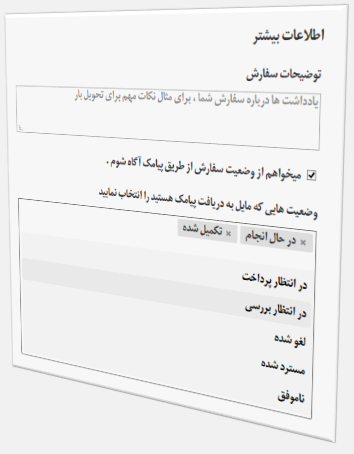 اطلاعات بیشتر
توضیحات سفارش
یادداشت ها درباره سفارش شما ، برای مثال نکات مهم برای تحویل بار
میخواهم از وضعیت سفارش از طریق پیامک آگاه شوم .
وضعیت هایی که مایل به دریافت پیامک هستید را انتخاب نمایید
× در حال انجام × تکمیل شده
در انتظار پرداخت
در انتظار بررسی
لغو شده
مسترد شده
ناموفق